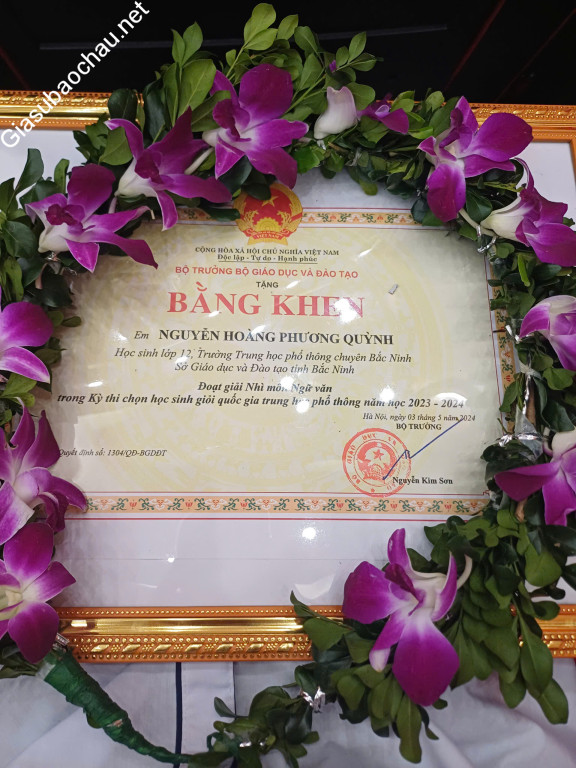 Giasubaochau.net
CỘNG HÒA XÃ HỘI CHỦ NGHĨA VIỆT NAM
Độc lập - Tự do - Hạnh phúc
BỘ TRƯỞNG BỘ GIÁO DỤC VÀ ĐÀO TẠO
TẶNG
BẰNG KHEN
Em NGUYỄN HOÀNG PHƯƠNG QUỲNH
Học sinh lớp 12, Trường Trung học phổ thông chuyên Bắc Ninh
Sở Giáo dục và Đào tạo tỉnh Bắc Ninh
Đoạt giải Nhì môn Ngữ văn
trong Kỳ thi chọn học sinh giỏi quốc gia trung học phổ thông năm học 2023 - 2024
Hà Nội, ngày 03 tháng 5 năm 2024
BỘ TRƯỞNG
Quyết định số: 1304/QĐ-BGDĐT
Nguyễn Kim Sơn